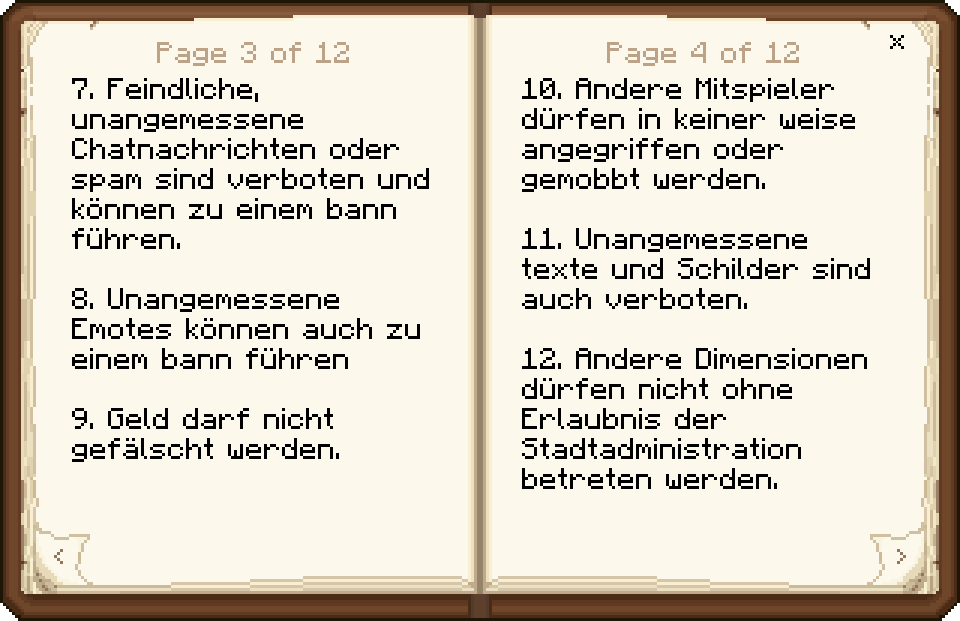 Page 3 of 12
7. Feindliche,
unangemessene
Chatnachrichten oder
spam sind verboten und
können zu einem bann
führen.
8. Unangemessene
Emotes können auch zu
einem bann führen
9. Geld darf nicht
gefälscht werden.
Page 4 of 12
x
10. Andere Mitspieler
dürfen in keiner weise
angegriffen oder
gemobbt werden.
11. Unangemessene
texte und Schilder sind
auch verboten.
12. Andere Dimensionen
dürfen nicht ohne
Erlaubnis der
Stadtadministration
betreten werden.